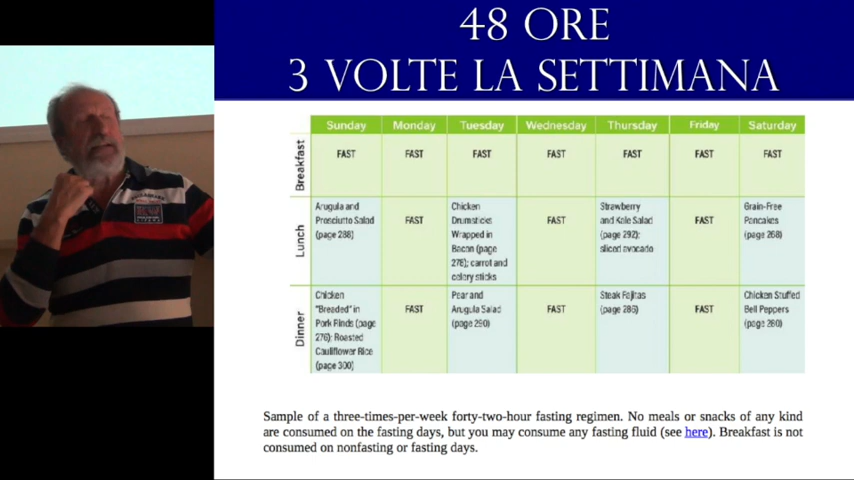 48 ORE
3 VOLTE LA SETTIMANA
Sunday Monday Tuesday Wednesday Thursday Friday Saturday
Breakfast
FAST FAST FAST FAST FAST FAST FAST
Lunch
Arugula and
Prosciutto Salad
(page 288)
FAST
Chicken
Drumsticks
Wrapped in
Bacon (page
278); carrot and
celery sticks
FAST
Strawberry
and Kale Salad
(page 292);
sliced avocado
FAST
Grain-Free
Pancakes
(page 268)
Dinner
Chicken
"Breaded" in
Pork Rinds (page
276); Roasted
Cauliflower Rice
(page 300)
FAST
Pear and
Arugula Salad
(page 290)
FAST
Steak Fajitas
(page 286)
FAST
Chicken Stuffed
Bell Peppers
(page 280)
Sample of a three-times-per-week forty-two-hour fasting regimen. No meals or snacks of any kind
are consumed on the fasting days, but you may consume any fasting fluid (see here). Breakfast is not
consumed on nonfasting or fasting days.